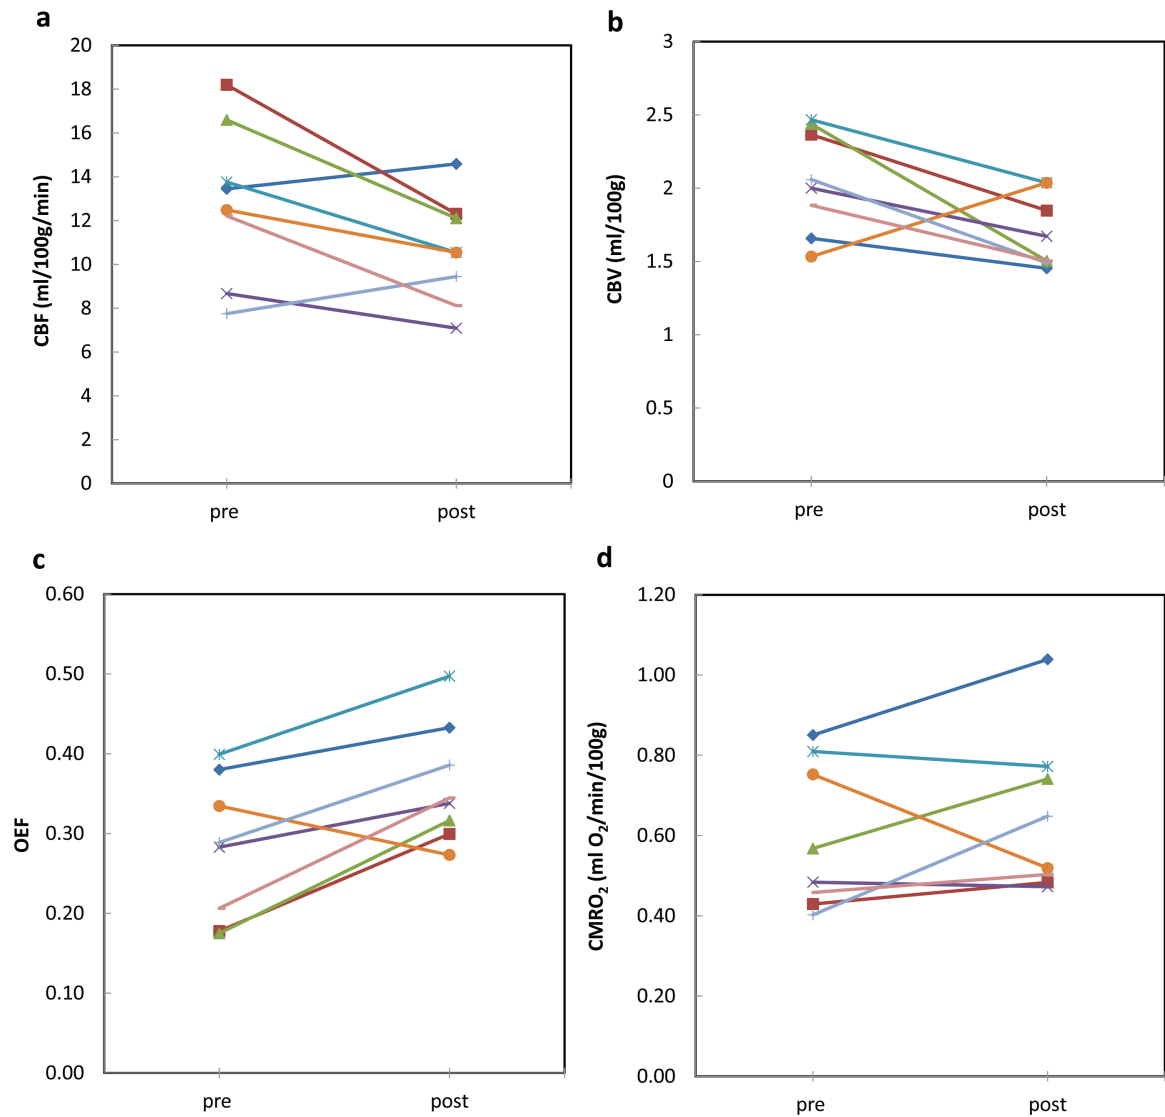 a
20
18
16
14
12
10
8
6
4
2
0
CBF (ml/100g/min)
pre post
b
3
2.5
2
1.5
1
0.5
0
CBV (ml/100g)
pre post
c
0.60
0.50
0.40
0.30
0.20
0.10
0.00
OEF
pre post
d
1.20
1.00
0.80
0.60
0.40
0.20
0.00
CMRO₂ (ml O₂/min/100g)
pre post